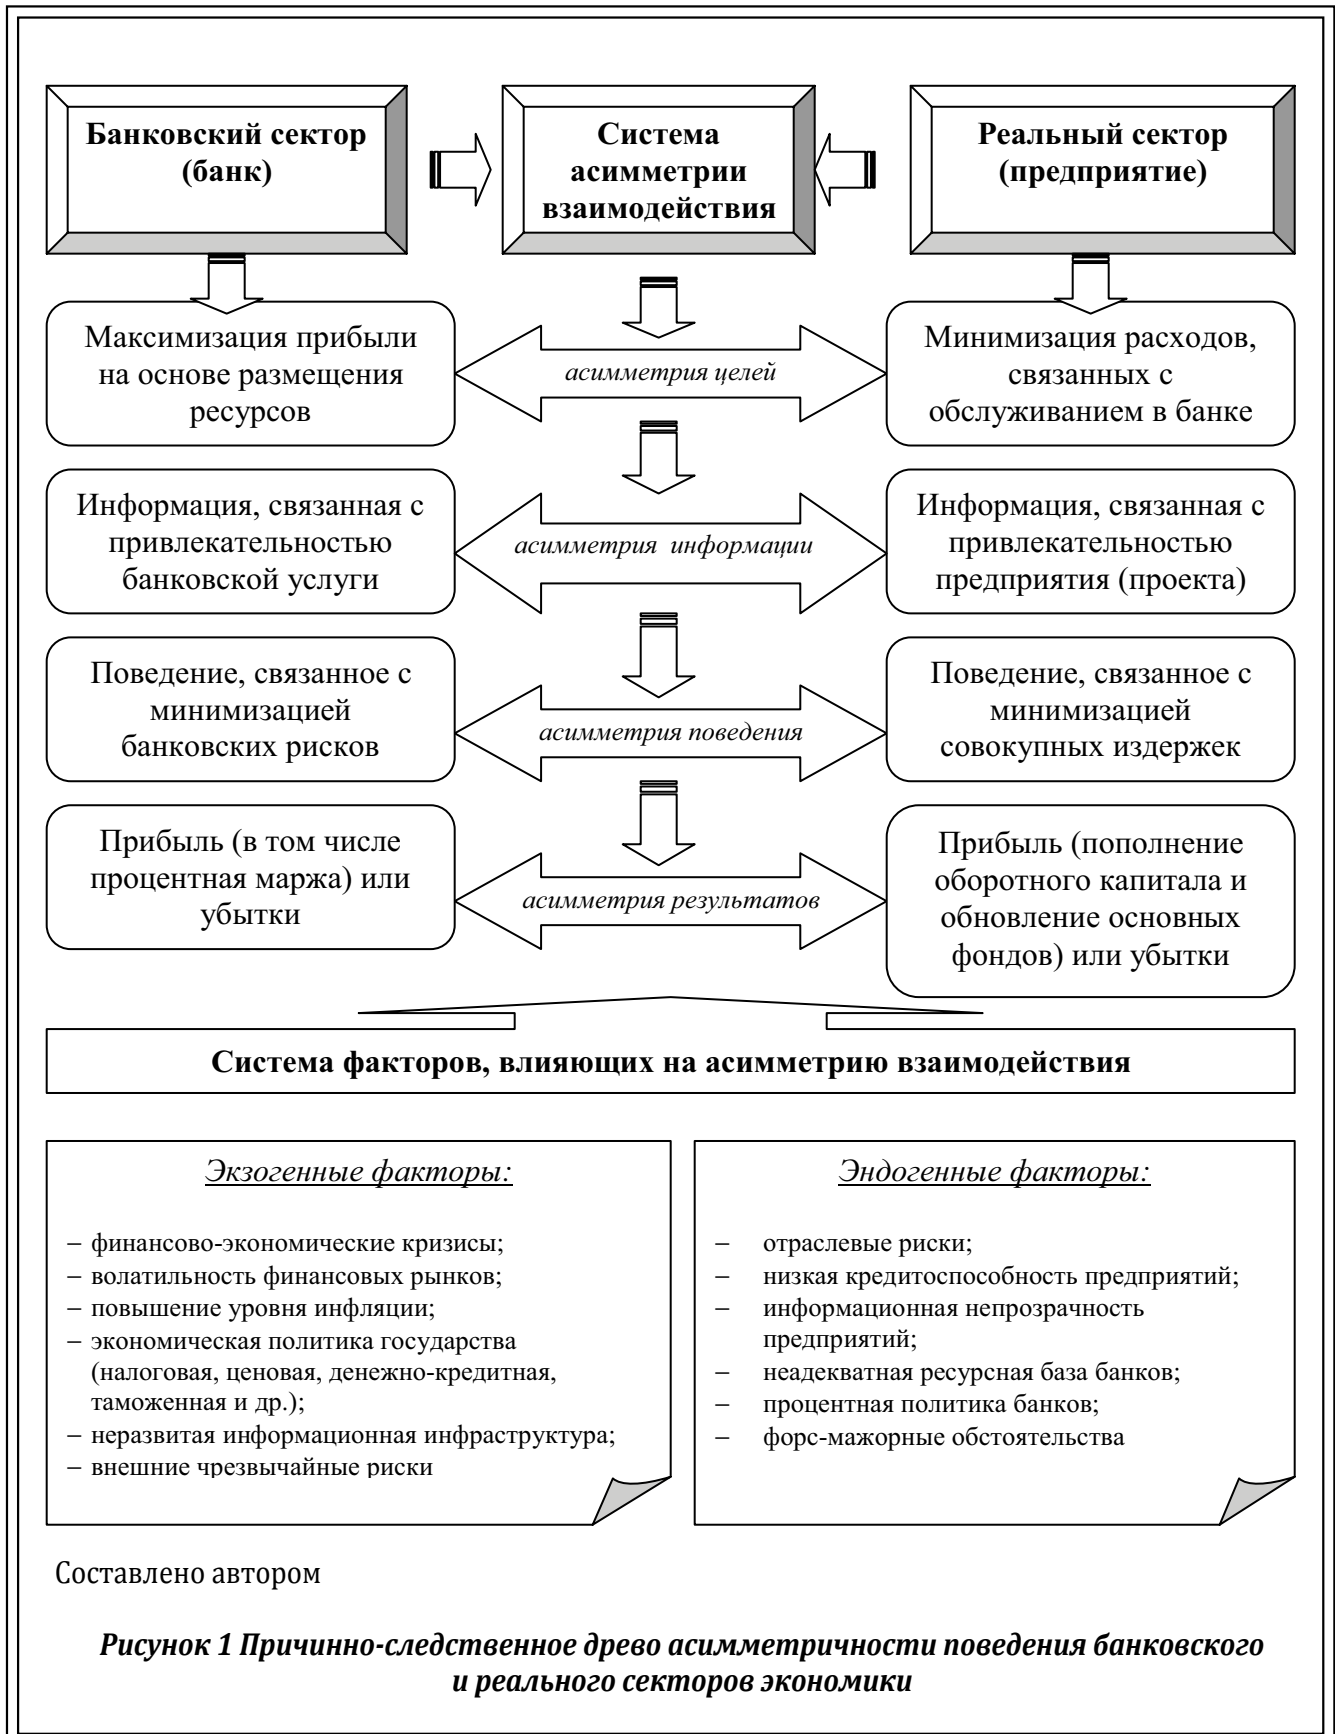 Банковский сектор
(банк)
Система
асимметрии
взаимодействия
Реальный сектор
(предприятие)
Максимизация прибыли
на основе размещения
ресурсов
асимметрия целей
Минимизация расходов,
связанных с
обслуживанием в банке
Информация, связанная с
привлекательностью
банковской услуги
асимметрия информации
Информация, связанная с
привлекательностью
предприятия (проекта)
Поведение, связанное с
минимизацией
банковских рисков
асимметрия поведения
Поведение, связанное с
минимизацией
совокупных издержек
Прибыль (в том числе
процентная маржа) или
убытки
асимметрия результатов
Прибыль (пополнение
оборотного капитала и
обновление основных
фондов) или убытки
Система факторов, влияющих на асимметрию взаимодействия
Экзогенные факторы:
– финансово-экономические кризисы;
– волатильность финансовых рынков;
– повышение уровня инфляции;
– экономическая политика государства
(налоговая, ценовая, денежно-кредитная,
таможенная и др.);
– неразвитая информационная инфраструктура;
– внешние чрезвычайные риски
Эндогенные факторы:
– отраслевые риски;
– низкая кредитоспособность предприятий;
– информационная непрозрачность
предприятий;
– неадекватная ресурсная база банков;
– процентная политика банков;
– форс-мажорные обстоятельства
Составлено автором
Рисунок 1 Причинно-следственное древо асимметричности поведения банковского
и реального секторов экономики